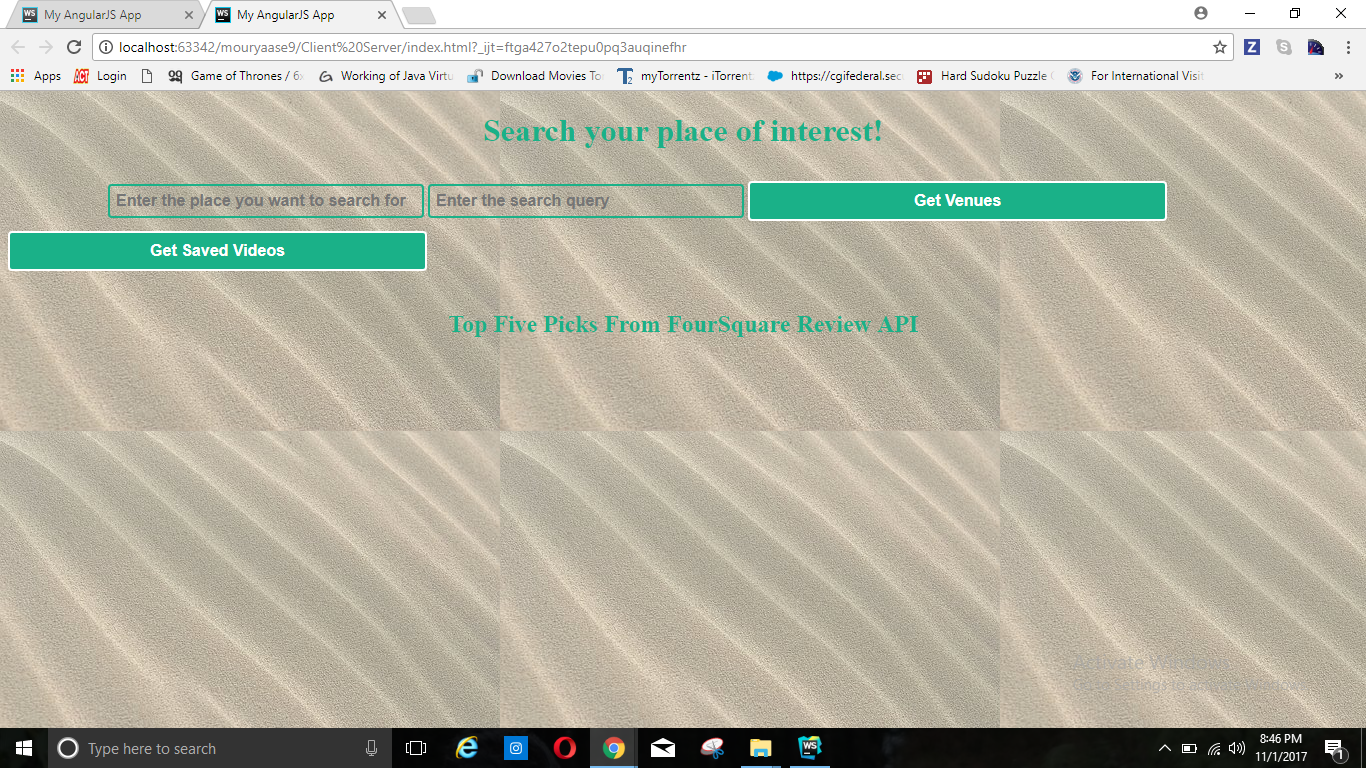 My AngularJS App
My AngularJS App
localhost:63342/mouryaase9/Client%20Server/index.html?_ijt=ftga427o2tepu0pq3auqinefhr
Apps Login Game of Thrones / 6x Working of Java Virtu Download Movies To myTorrentz - iTorrent https://cgifederal.sec Hard Sudoku Puzzle For International Visit
Search your place of interest!
Enter the place you want to search for
Enter the search query
Get Venues
Get Saved Videos
Top Five Picks From FourSquare Review API
Activate Windows
Type here to search
8:46 PM
11/1/2017